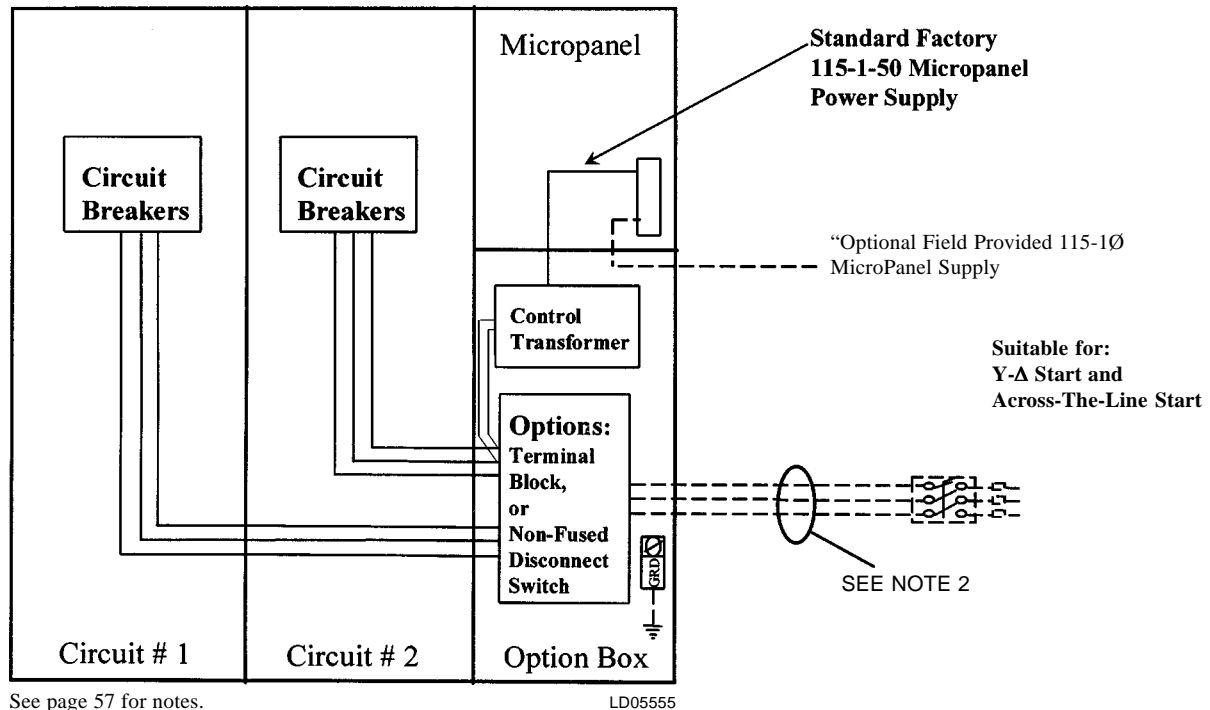 Micropanel
Standard Factory
115-1-50 Micropanel
Power Supply
Circuit
Breakers
Circuit
Breakers
“Optional Field Provided 115-1Ø
MicroPanel Supply
Control
Transformer
Suitable for:
Y-Δ Start and
Across-The-Line Start
Options:
Terminal
Block,
or
Non-Fused
Disconnect
Switch
GRD
SEE NOTE 2
Circuit # 1
Circuit # 2
Option Box
See page 57 for notes.
LD05555